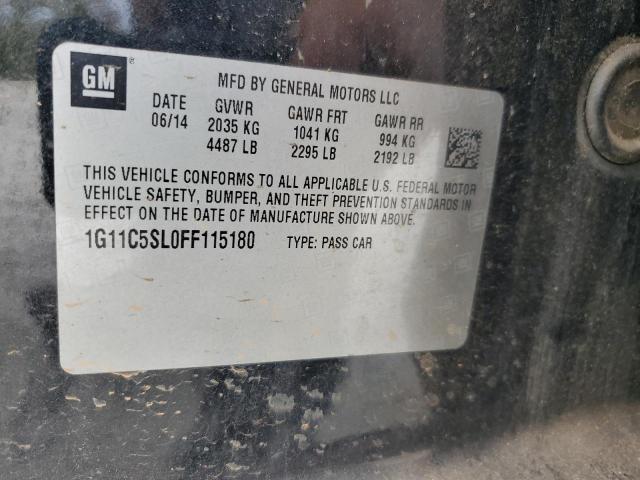 GM
MFD BY GENERAL MOTORS LLC
DATE GVWR GAWR FRT GAWR RR
06/14 2035 KG 1041 KG 994 KG
4487 LB 2295 LB 2192 LB
THIS VEHICLE CONFORMS TO ALL APPLICABLE U.S. FEDERAL MOTOR
VEHICLE SAFETY, BUMPER, AND THEFT PREVENTION STANDARDS IN
EFFECT ON THE DATE OF MANUFACTURE SHOWN ABOVE.
1G11C5SL0FF115180 TYPE: PASS CAR